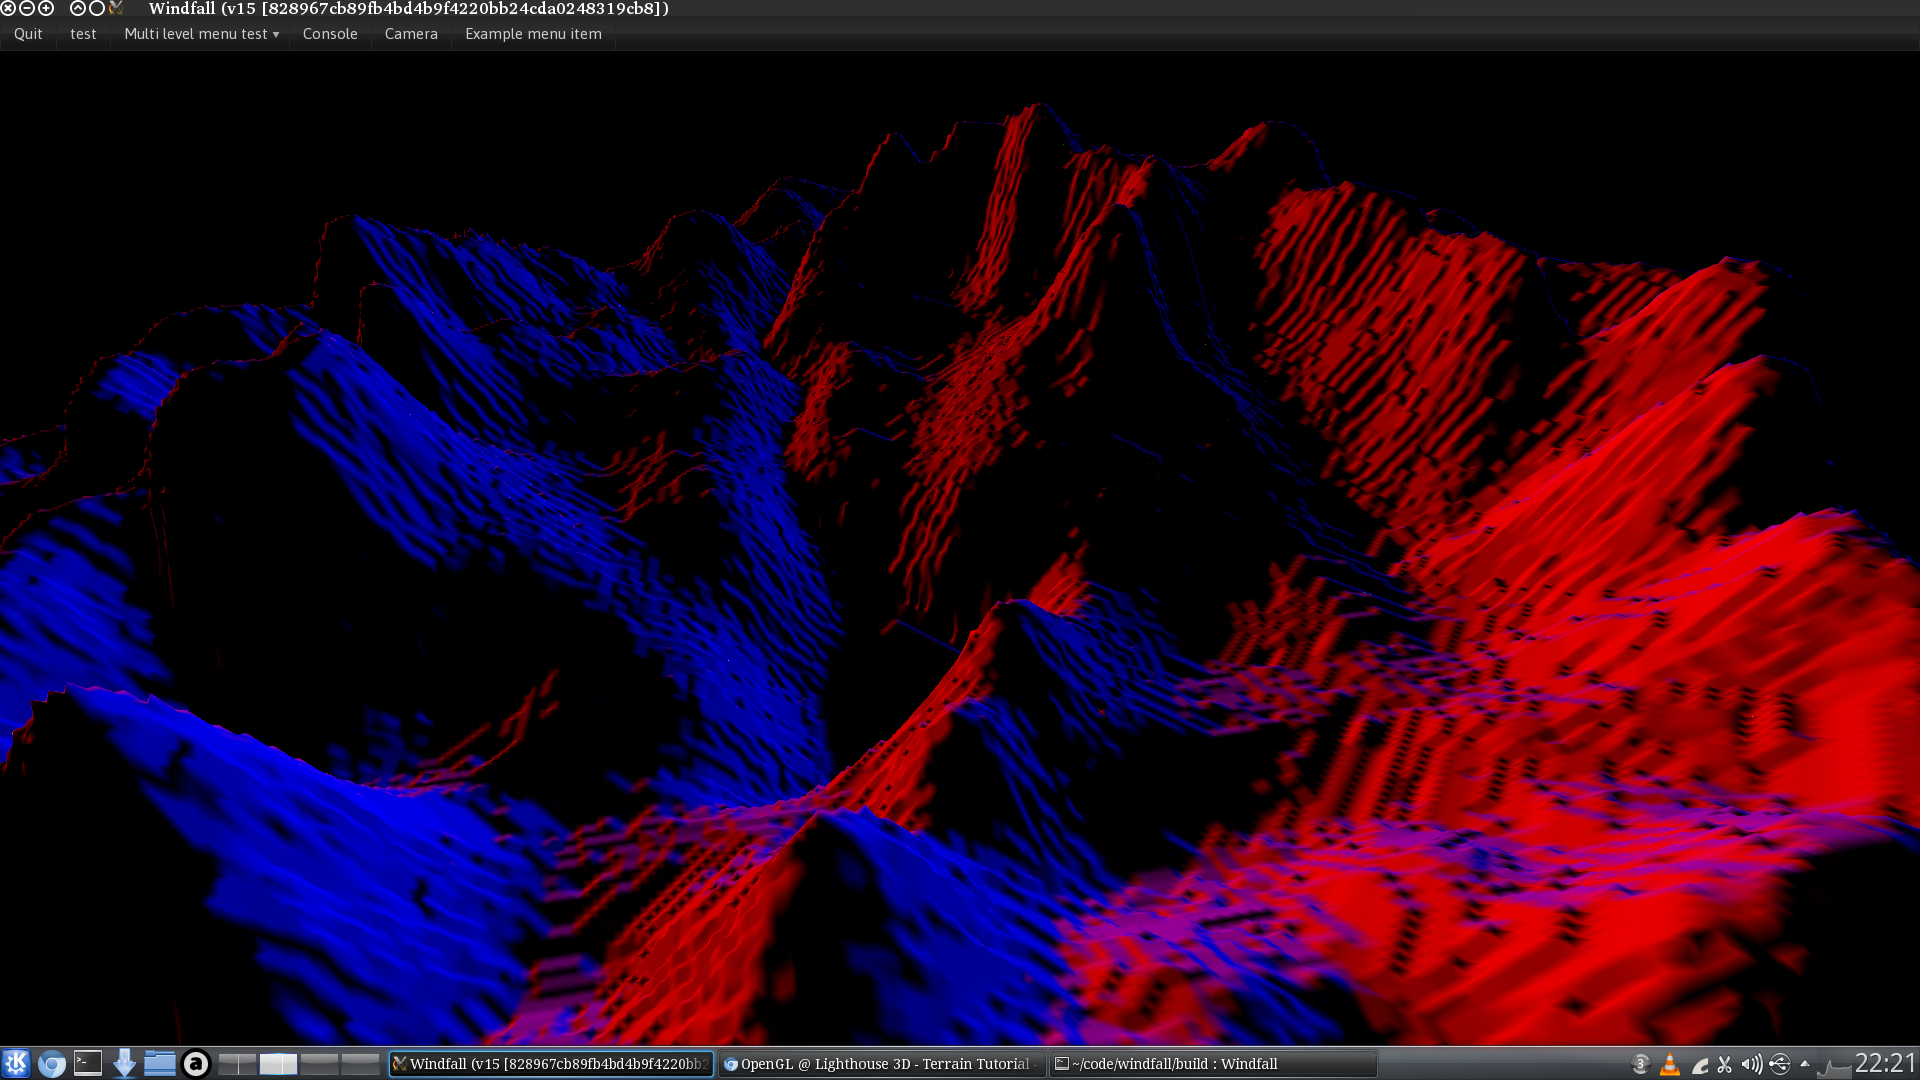 Windfall (v15 [828967cb89fb4bd4b9f4220bb24cda0248319cb8])
Quit test Multi level menu test Console Camera Example menu item
Windfall (v15 [828967cb89fb4bd4b9f4220bb2 OpenGL @ Lighthouse 3D - Terrain Tutorial - ~/code/windfall/build : Windfall 3 22:21